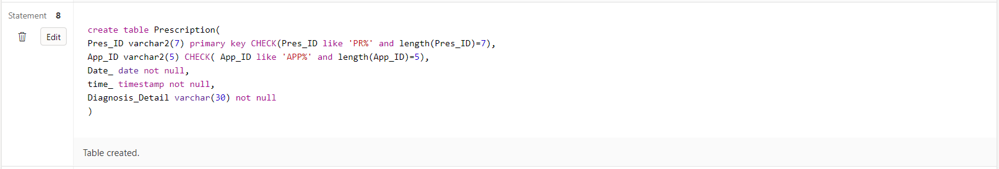 Statement 8
Edit
create table Prescription(
Pres_ID varchar2(7) primary key CHECK(Pres_ID like 'PR%' and length(Pres_ID)=7),
App_ID varchar2(5) CHECK( App_ID like 'APP%' and length(App_ID)=5),
Date_ date not null,
time_ timestamp not null,
Diagnosis_Detail varchar(30) not null
)
Table created.